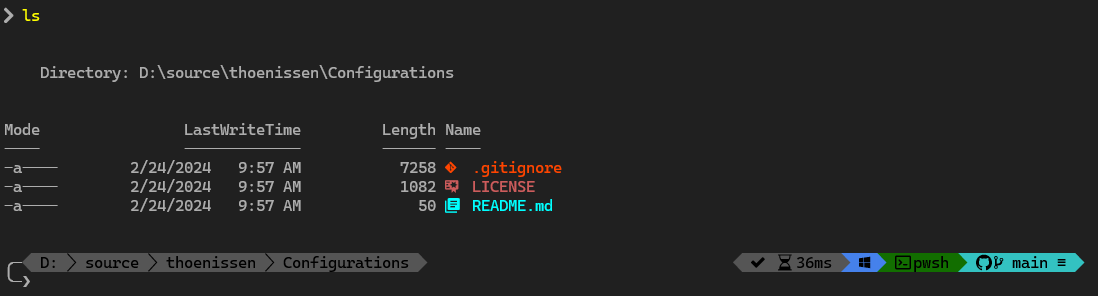 ❯ ls
Directory: D:\source\thoenissen\Configurations
Mode LastWriteTime Length Name
---- ------------- ------ ----
-a---- 2/24/2024 9:57 AM 7258 .gitignore
-a---- 2/24/2024 9:57 AM 1082 LICENSE
-a---- 2/24/2024 9:57 AM 50 README.md
D: source thoenissen Configurations ✔ 36ms pwsh main ≡
❯